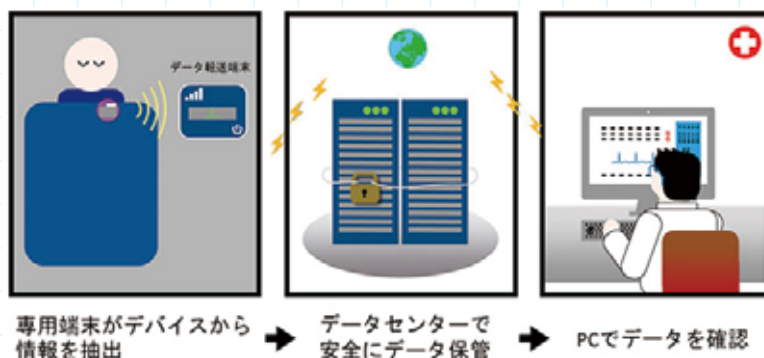 データ転送端末
専用端末がデバイスから
情報を抽出
データセンターで
安全にデータ保管
PCでデータを確認